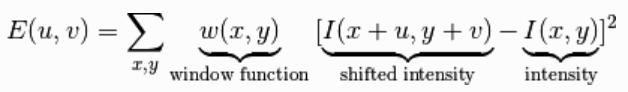 E(u, v) = ∑ w(x, y) [I(x + u, y + v) − I(x, y)]²
x,y window function shifted intensity intensity